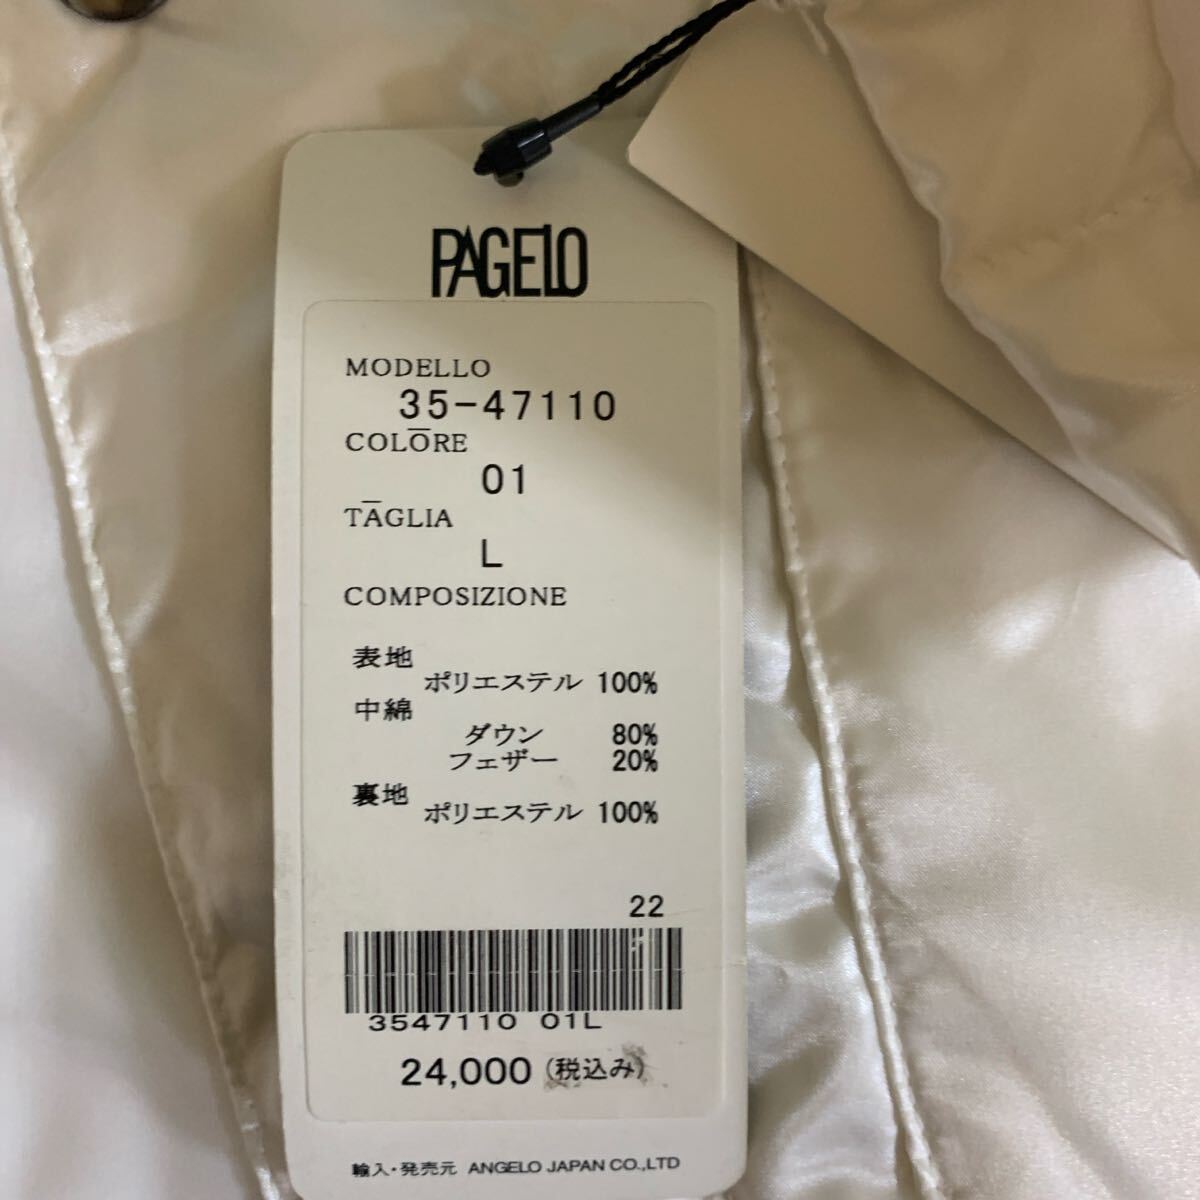 PAGELO
MODELLO
35-47110
COLORE
01
TAGLIA
L
COMPOSIZIONE
表地
ポリエステル 100%
中綿
ダウン 80%
フェザー 20%
裏地
ポリエステル 100%
22
3547110 01L
24,000 (税込み)
輸入・発売元 ANGELO JAPAN CO.,LTD